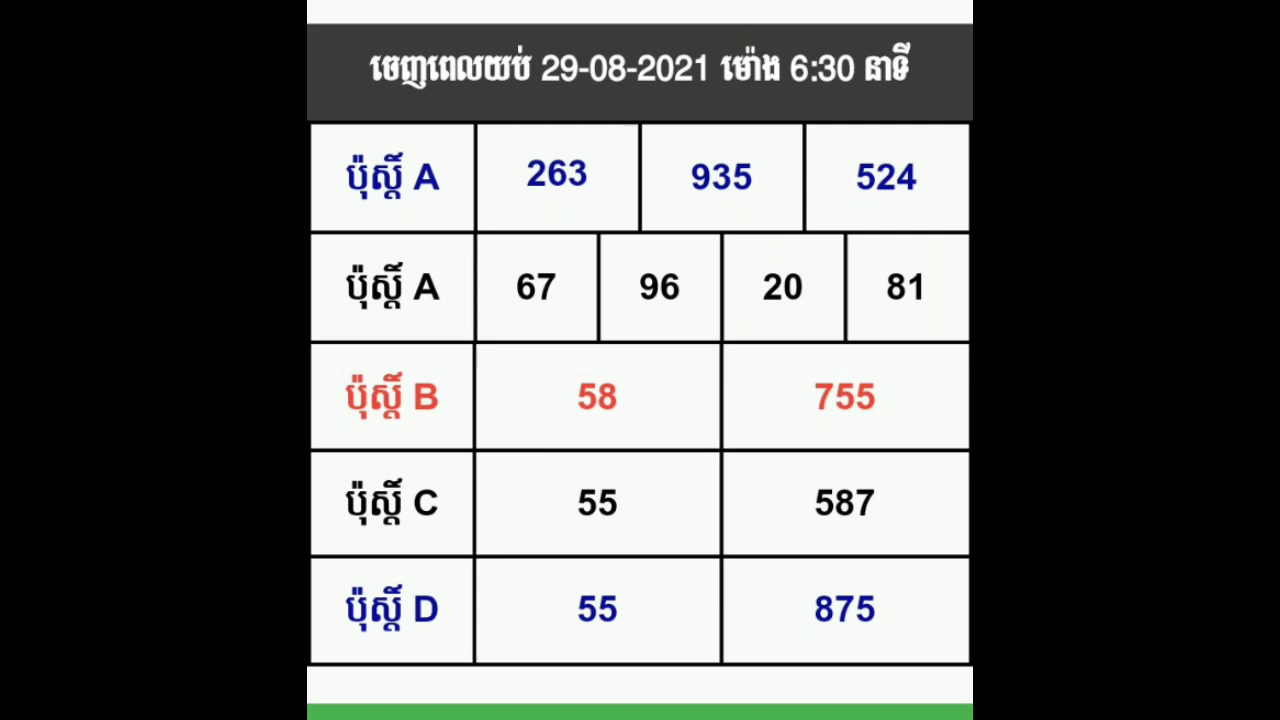 ចេញពេលយប់ 29-08-2021 ម៉ោង 6:30 នាទី
ប៉ុស្តិ៍ A 263 935 524
ប៉ុស្តិ៍ A 67 96 20 81
ប៉ុស្តិ៍ B 58 755
ប៉ុស្តិ៍ C 55 587
ប៉ុស្តិ៍ D 55 875